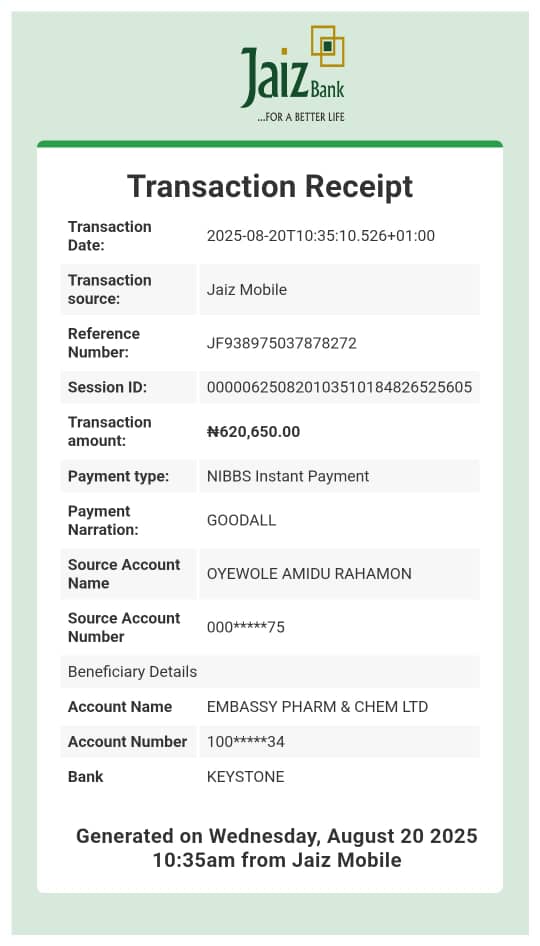 Jaiz Bank
...FOR A BETTER LIFE
Transaction Receipt
Transaction Date: 2025-08-20T10:35:10.526+01:00
Transaction source: Jaiz Mobile
Reference Number: JF938975037878272
Session ID: 000006250820103510184826525605
Transaction amount: ₦620,650.00
Payment type: NIBBS Instant Payment
Payment Narration: GOODALL
Source Account Name OYEWOLE AMIDU RAHAMON
Source Account Number 000*****75
Beneficiary Details
Account Name EMBASSY PHARM & CHEM LTD
Account Number 100*****34
Bank KEYSTONE
Generated on Wednesday, August 20 2025
10:35am from Jaiz Mobile